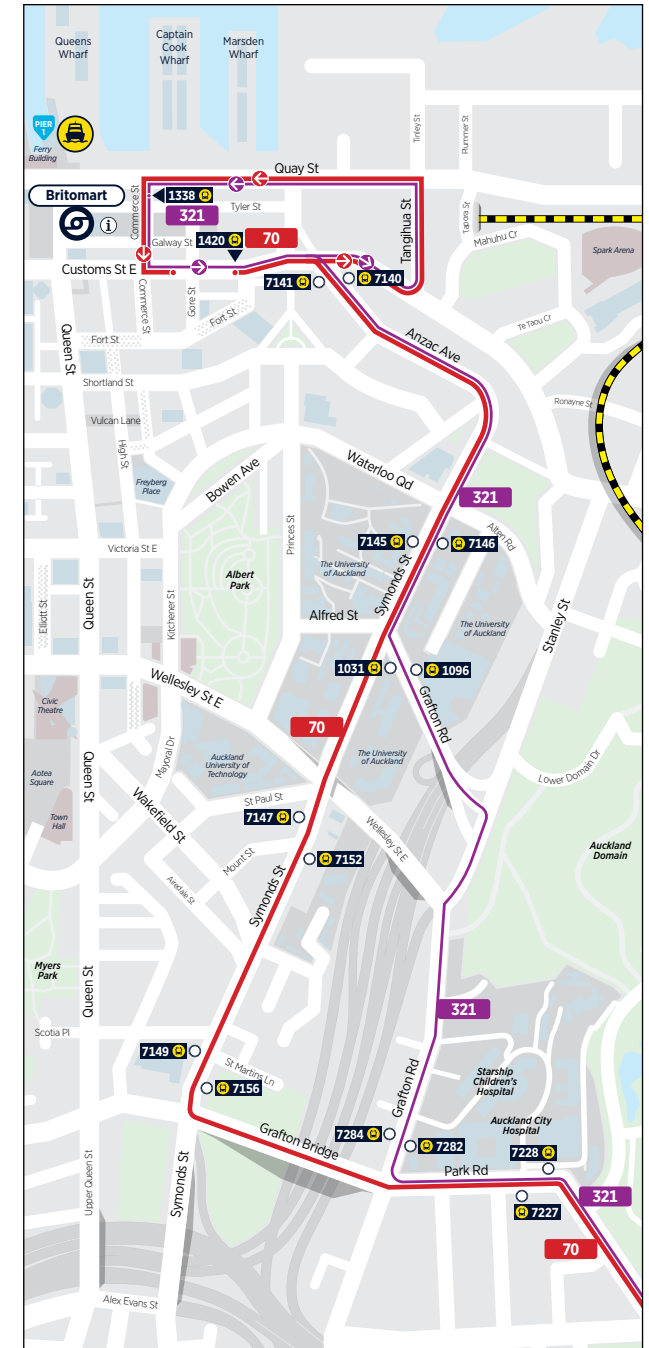 Queens
Wharf
Captain
Cook
Wharf
Marsden
Wharf
PIER
1
Ferry
Building
Tinley St
Plummer St
Quay St
Britomart
i
Commerce St
1338
Tyler St
321
Galway St
1420
70
Tangihua St
Tapora St
Mahuhu Cr
Spark Arena
Customs St E
7141
7140
Commerce St
Gore St
Fort St
Te Taou Cr
Anzac Ave
Queen St
Fort St
Shortland St
Ronayne St
Vulcan Lane
High St
Bowen Ave
Waterloo Qd
Freyberg
Place
321
Princes St
Alten Rd
7145
7146
Victoria St E
The University
of Auckland
Symonds St
Albert
Park
Elliott St
Queen St
Kitchener St
Alfred St
The University
of Auckland
Stanley St
1031
1096
Wellesley St E
Grafton Rd
Civic
Theatre
70
Mayoral Dr
Auckland
University of
Technology
The University
of Auckland
Lower Domain Dr
Aotea
Square
Queen St
Wakefield St
St Paul St
7147
Town
Hall
Wellesley St E
Mount St
7152
Auckland
Domain
Airedale St
Symonds St
Myers
Park
Queen St
321
Scotia Pl
7149
St Martins Ln
7156
Grafton Rd
Starship
Children's
Hospital
Auckland City
Hospital
7284
7282
7228
Grafton Bridge
Park Rd
Upper Queen St
Symonds St
321
7227
70
Alex Evans St